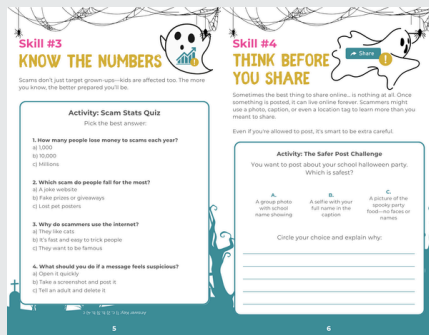 Skill #3
KNOW THE NUMBERS
Scams don't just target grown-ups—kids are affected too. The more
you know, the better prepared you'll be.
Activity: Scam Stats Quiz
Pick the best answer:
1. How many people lose money to scams each year?
a) 1,000
b) 10,000
c) Millions
2. Which scam do people fall for the most?
a) A joke website
b) Fake prizes or giveaways
c) Lost pet posters
3. Why do scammers use the internet?
a) They like cats
b) It's fast and easy to trick people
c) They want to be famous
4. What should you do if a message feels suspicious?
a) Open it quickly
b) Take a screenshot and post it
c) Tell an adult and delete it
5
Skill #4
THINK BEFORE
YOU SHARE
Share
Sometimes the best thing to share online... is nothing at all. Once
something is posted, it can live online forever. Scammers might
use a photo, caption, or even a location tag to learn more than you
meant to share.
Even if you're allowed to post, it's smart to be extra careful.
Activity: The Safer Post Challenge
You want to post about your school halloween party.
Which is safest?
A.
A group photo
with school
name showing
B.
A selfie with your
full name in the
caption
C.
A picture of the
spooky party
food—no faces or
names
Circle your choice and explain why:
6